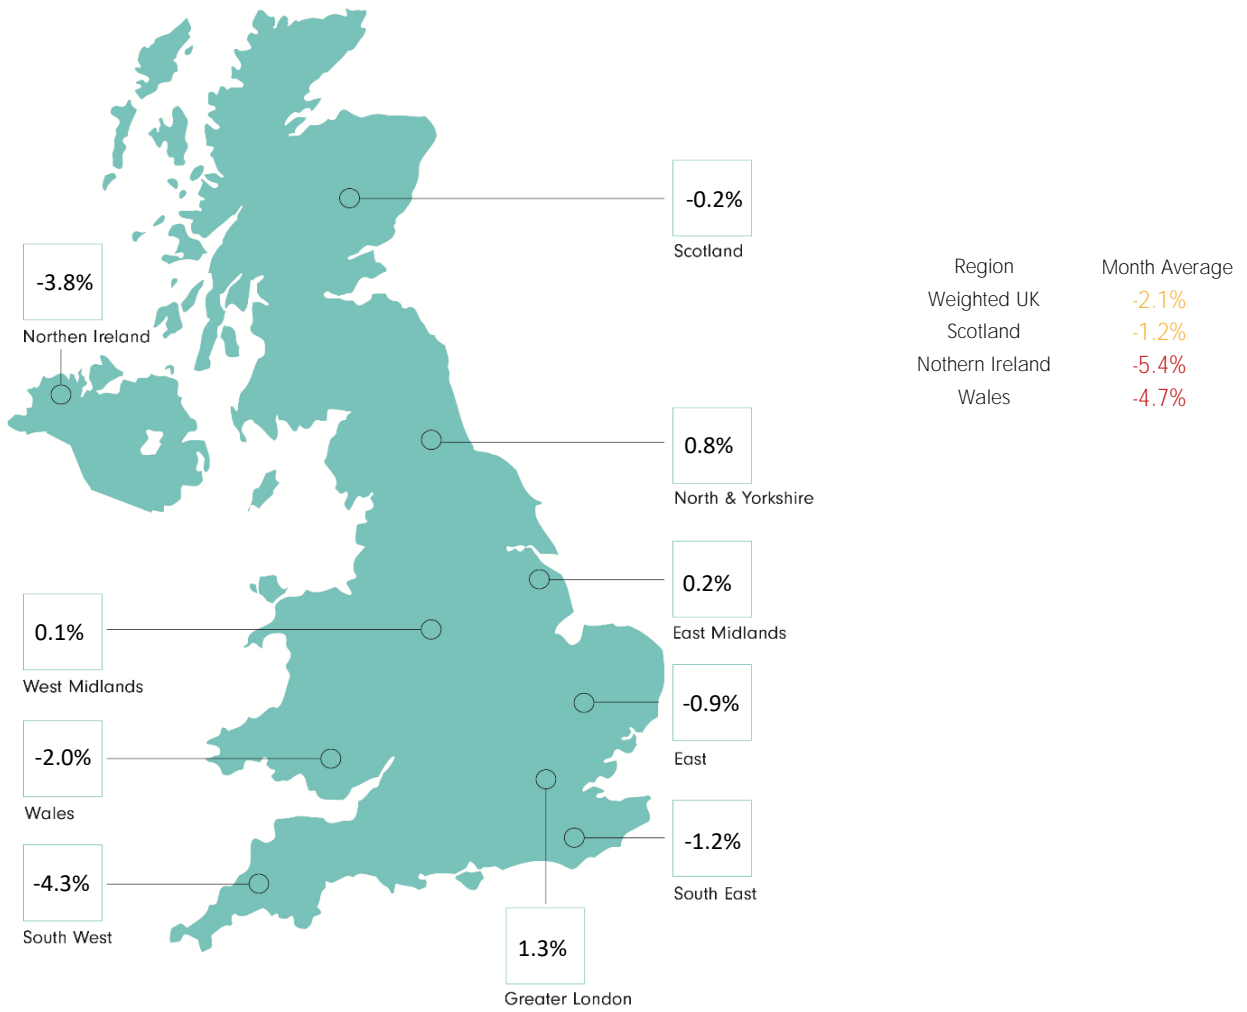 -0.2%
Scotland
-3.8%
Northen Ireland
0.8%
North & Yorkshire
0.2%
East Midlands
0.1%
West Midlands
-0.9%
East
-2.0%
Wales
-1.2%
South East
-4.3%
South West
1.3%
Greater London
Region Month Average
Weighted UK -2.1%
Scotland -1.2%
Nothern Ireland -5.4%
Wales -4.7%